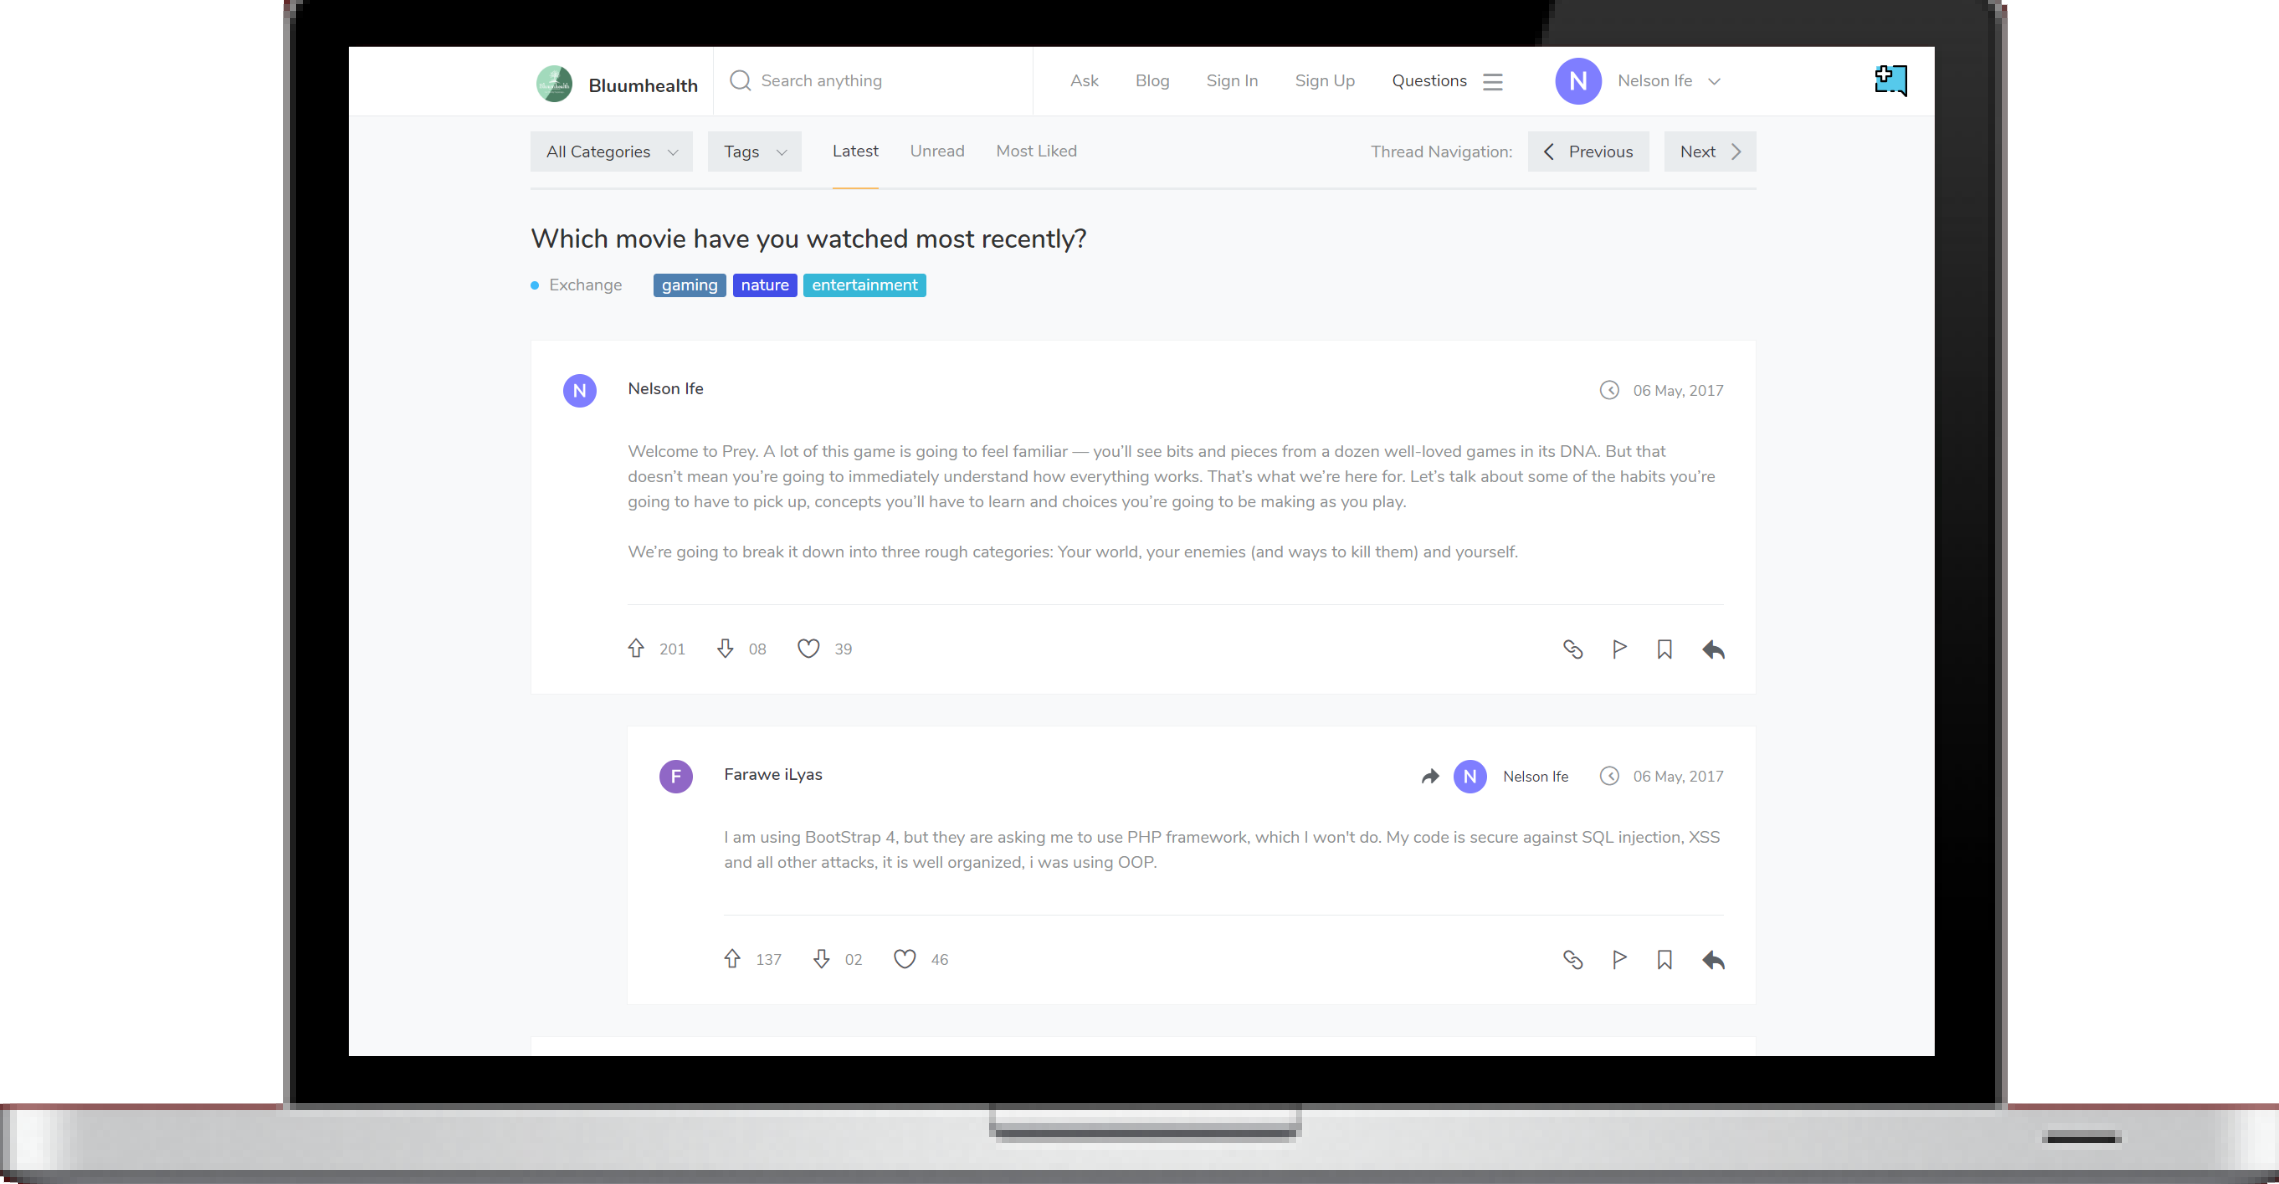 Bluumhealth
Search anything
Ask
Blog
Sign In
Sign Up
Questions
N
Nelson Ife
All Categories
Tags
Latest
Unread
Most Liked
Thread Navigation:
Previous
Next
Which movie have you watched most recently?
Exchange
gaming
nature
entertainment
N
Nelson Ife
06 May, 2017
Welcome to Prey. A lot of this game is going to feel familiar — you’ll see bits and pieces from a dozen well-loved games in its DNA. But that
doesn’t mean you’re going to immediately understand how everything works. That’s what we’re here for. Let’s talk about some of the habits you’re
going to have to pick up, concepts you’ll have to learn and choices you’re going to be making as you play.
We’re going to break it down into three rough categories: Your world, your enemies (and ways to kill them) and yourself.
201
08
39
F
Farawe iLyas
N
Nelson Ife
06 May, 2017
I am using BootStrap 4, but they are asking me to use PHP framework, which I won't do. My code is secure against SQL injection, XSS
and all other attacks, it is well organized, i was using OOP.
137
02
46